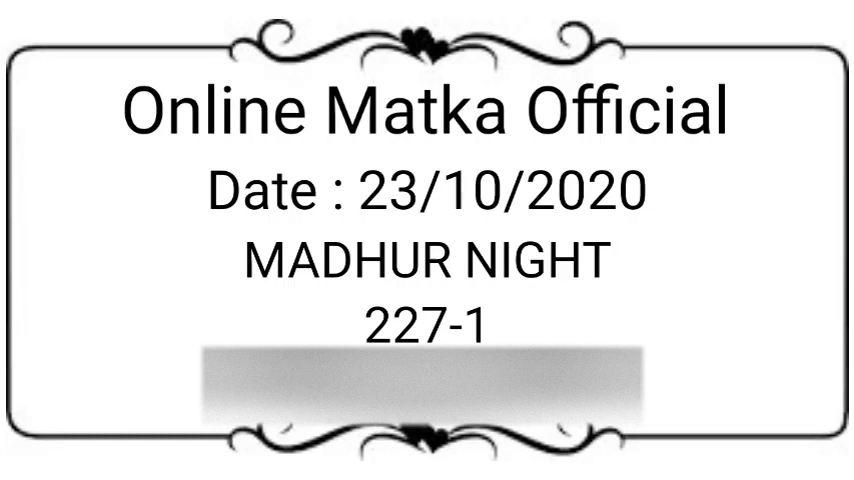 Online Matka Official
Date : 23/10/2020
MADHUR NIGHT
227-1